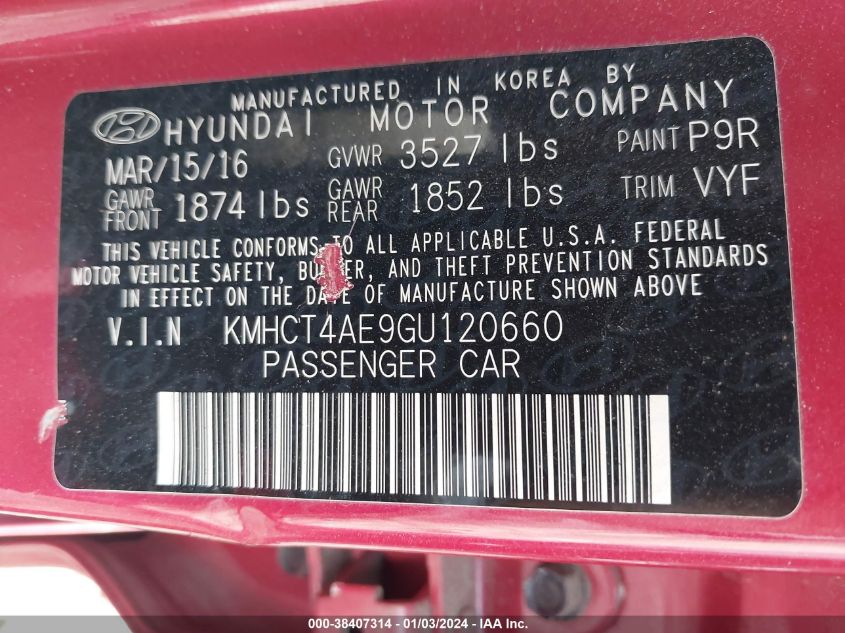 MANUFACTURED IN KOREA BY
HYUNDAI MOTOR COMPANY
MAR/15/16 GVWR 3527 lbs PAINT P9R
GAWR FRONT 1874 lbs GAWR REAR 1852 lbs TRIM VYF
THIS VEHICLE CONFORMS TO ALL APPLICABLE U.S.A. FEDERAL
MOTOR VEHICLE SAFETY, AND THEFT PREVENTION STANDARDS
IN EFFECT ON THE DATE OF MANUFACTURE SHOWN ABOVE
V.I.N KMHCT4AE9GU120660
PASSENGER CAR
000-38407314 - 01/03/2024 - IAA Inc.